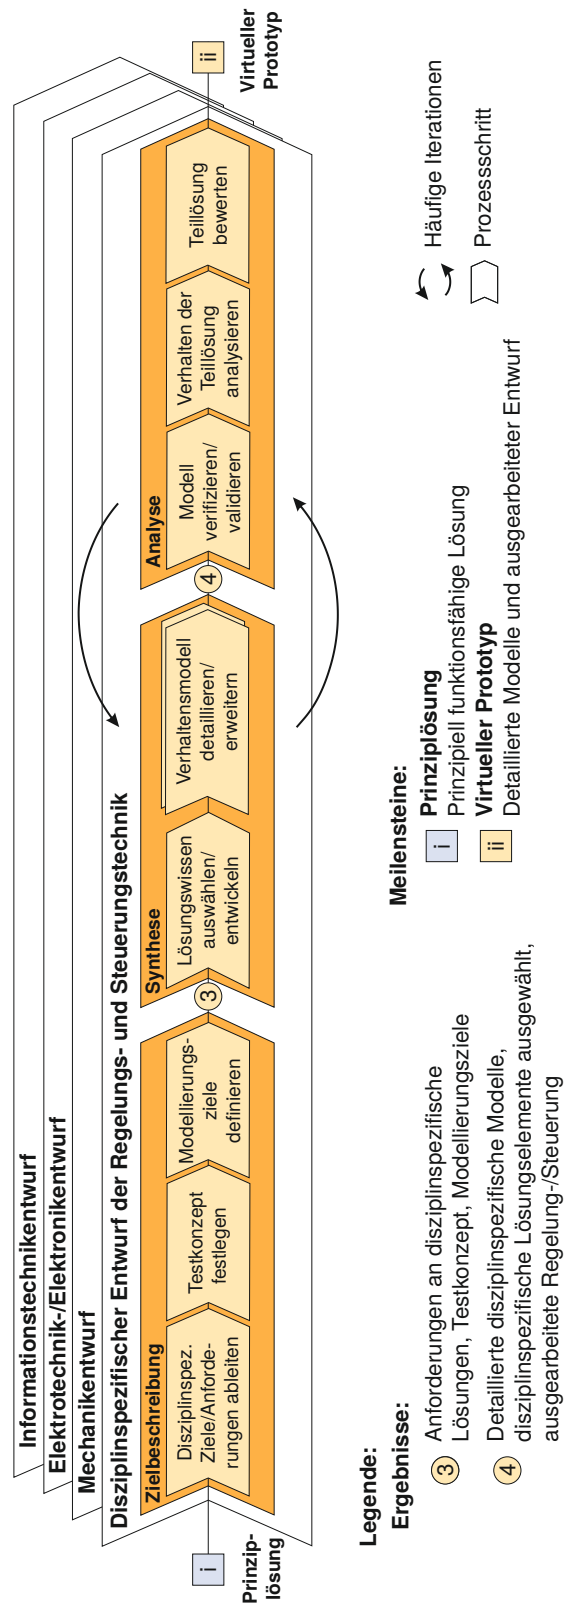 Informationstechnikentwurf
Elektrotechnik-/Elektronikentwurf
Mechanikentwurf
Disziplinspezifischer Entwurf der Regelungs- und Steuerungstechnik
i
Prinzip-
lösung
Zielbeschreibung
Disziplinspez.
Ziele/Anforde-
rungen ableiten
Testkonzept
festlegen
Modellierungs-
ziele
definieren
3
Synthese
Lösungswissen
auswählen/
entwickeln
Verhaltensmodell
detaillieren/
erweitern
4
Analyse
Modell
verifizieren/
validieren
Verhalten der
Teillösung
analysieren
Teillösung
bewerten
ii
Virtueller
Prototyp
Legende:
Ergebnisse:
3
Anforderungen an disziplinspezifische
Lösungen, Testkonzept, Modellierungsziele
4
Detaillierte disziplinspezifische Modelle,
disziplinspezifische Lösungselemente ausgewählt,
ausgearbeitete Regelung-/Steuerung
Meilensteine:
i
Prinziplösung
Prinzipiell funktionsfähige Lösung
ii
Virtueller Prototyp
Detaillierte Modelle und ausgearbeiteter Entwurf
Häufige Iterationen
Prozessschritt